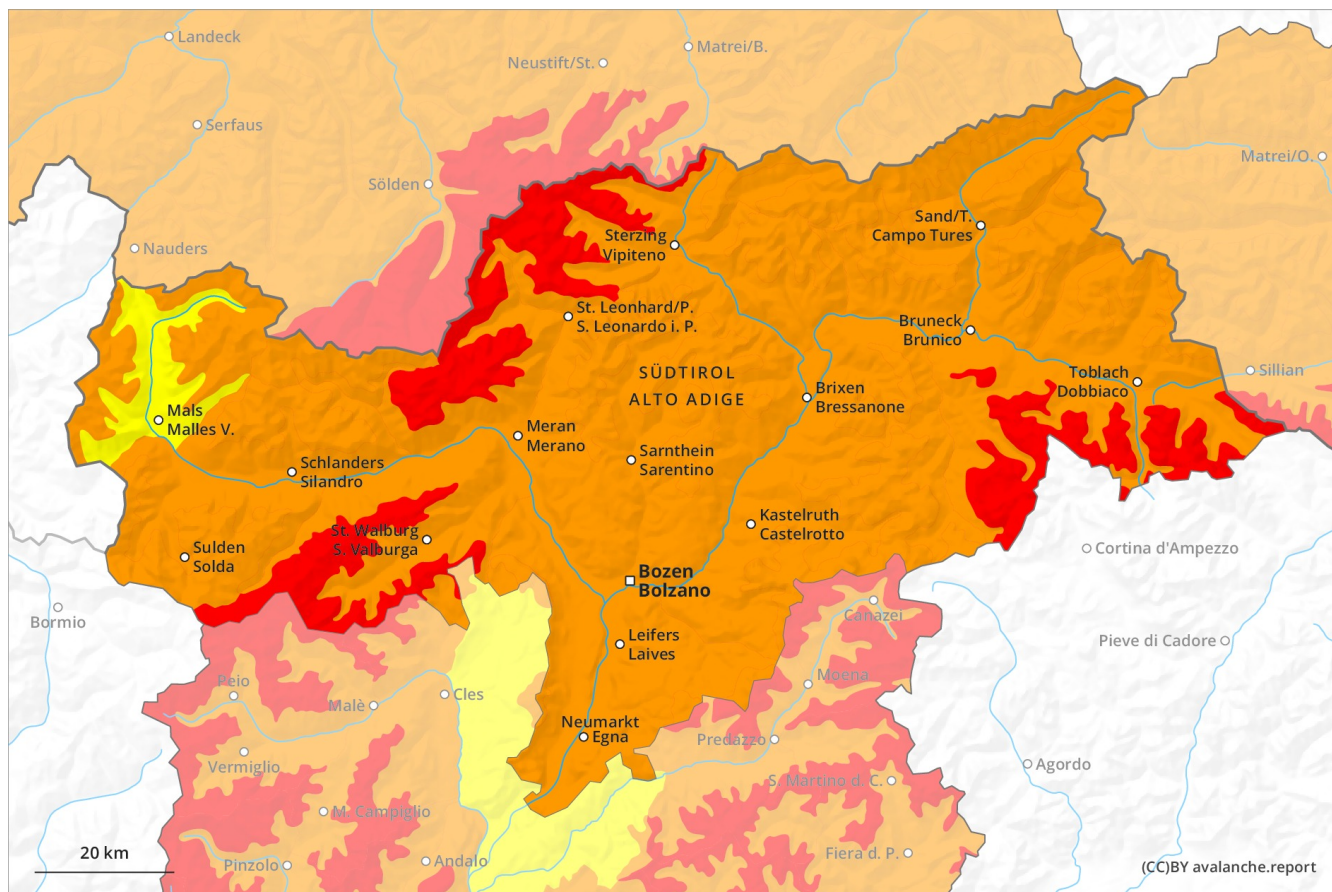 Landeck
Matrei/B.
Neustift/St.
Serfaus
Matrei/O.
Sölden
Sand/T.
Campo Tures
Sterzing
Vipiteno
Nauders
St. Leonhard/P.
S. Leonardo i. P.
Bruneck
Brunico
SÜDTIROL
ALTO ADIGE
Toblach
Dobbiaco
Sillian
Brixen
Bressanone
Mals
Malles V.
Meran
Merano
Sarnthein
Sarentino
Schlanders
Silandro
Kastelruth
Castelrotto
St. Walburg
S. Valburga
Sulden
Solda
Cortina d'Ampezzo
Bozen
Bolzano
Bormio
Canazei
Leifers
Laives
Pieve di Cadore
Peio
Moena
Malè
Cles
Neumarkt
Egna
Predazzo
Vermiglio
Agordo
S. Martino d. C.
M. Campiglio
20 km
Pinzolo
Andalo
Fiera d. P.
(CC)BY avalanche.report